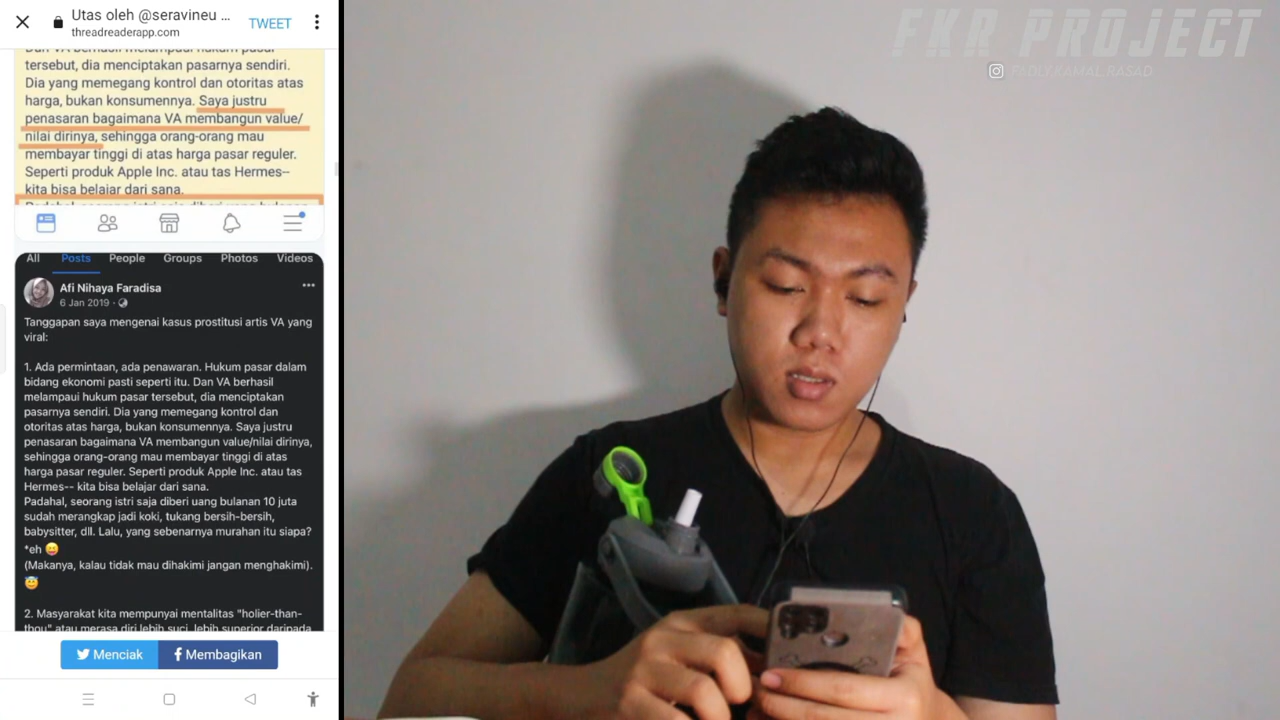 Utas oleh @seravineu ...
threadreaderapp.com
TWEET
Dan VA berhasil melampaui hukum pasar
tersebut, dia menciptakan pasarnya sendiri.
Dia yang memegang kontrol dan otoritas atas
harga, bukan konsumennya. Saya justru
penasaran bagaimana VA membangun value/
nilai dirinya, sehingga orang-orang mau
membayar tinggi di atas harga pasar reguler.
Seperti produk Apple Inc. atau tas Hermes--
kita bisa belajar dari sana.
Padahal, seorang istri saja diberi uang bulanan
All Posts People Groups Photos Videos
Afi Nihaya Faradisa
6 Jan 2019
Tanggapan saya mengenai kasus prostitusi artis VA yang
viral:
1. Ada permintaan, ada penawaran. Hukum pasar dalam
bidang ekonomi pasti seperti itu. Dan VA berhasil
melampaui hukum pasar tersebut, dia menciptakan
pasarnya sendiri. Dia yang memegang kontrol dan
otoritas atas harga, bukan konsumennya. Saya justru
penasaran bagaimana VA membangun value/nilai dirinya,
sehingga orang-orang mau membayar tinggi di atas
harga pasar reguler. Seperti produk Apple Inc. atau tas
Hermes-- kita bisa belajar dari sana.
Padahal, seorang istri saja diberi uang bulanan 10 juta
sudah merangkap jadi koki, tukang bersih-bersih,
babysitter, dll. Lalu, yang sebenarnya murahan itu siapa?
*eh 😝
(Makanya, kalau tidak mau dihakimi jangan menghakimi).
😇
2. Masyarakat kita mempunyai mentalitas "holier-than-
thou" atau merasa diri lebih suci, lebih superior daripada
Menciak
Membagikan
FKR PROJECT
FADLY.KAMAL.RASAD